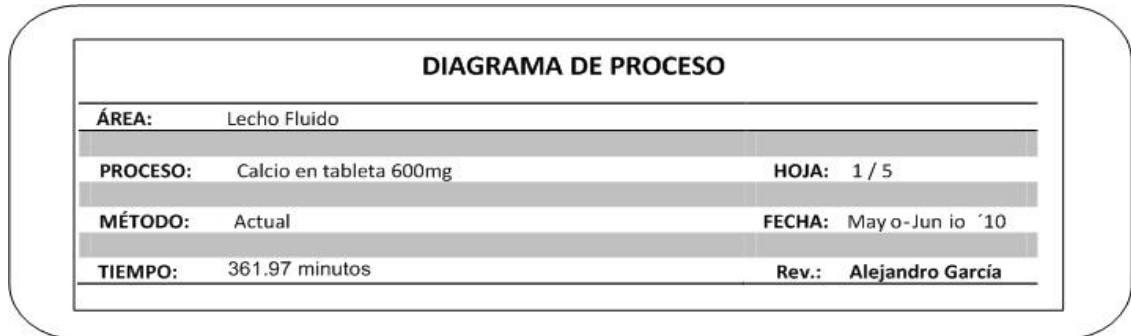 DIAGRAMA DE PROCESO
ÁREA: Lecho Fluido
PROCESO: Calcio en tableta 600mg HOJA: 1 / 5
MÉTODO: Actual FECHA: May o-Jun io ´10
TIEMPO: 361.97 minutos Rev.: Alejandro García